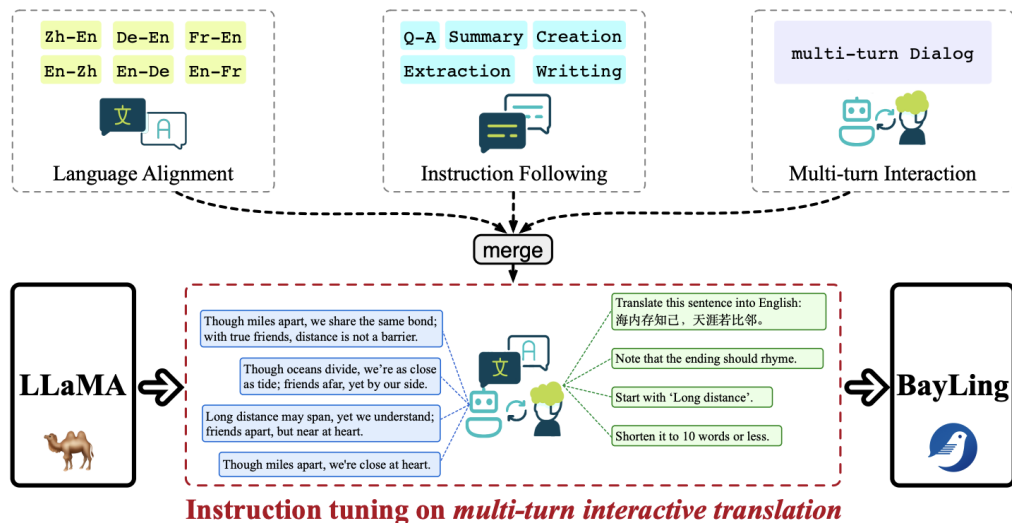 Zh-En De-En Fr-En
En-Zh En-De En-Fr
文 A
Language Alignment
Q-A Summary Creation
Extraction Writting
Instruction Following
multi-turn Dialog
Multi-turn Interaction
merge
LLaMA
Though miles apart, we share the same bond;
with true friends, distance is not a barrier.
Though oceans divide, we're as close
as tide; friends afar, yet by our side.
Long distance may span, yet we understand;
friends apart, but near at heart.
Though miles apart, we're close at heart.
文 A
Translate this sentence into English:
海内存知己，天涯若比邻。
Note that the ending should rhyme.
Start with ‘Long distance’.
Shorten it to 10 words or less.
BayLing
Instruction tuning on multi-turn interactive translation